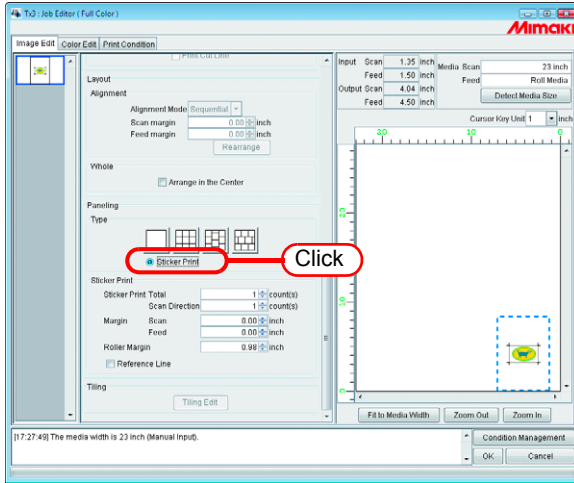 Tx3 : Job Editor ( Full Color )
Mimaki
Image Edit Color Edit Print Condition
Print Cut Line
Layout
Alignment
Alignment Mode Sequential
Scan margin 0.00 inch
Feed margin 0.00 inch
Rearrange
Whole
Arrange in the Center
Paneling
Type
Sticker Print
Click
Sticker Print
Sticker Print Total 1 count(s)
Scan Direction 1 count(s)
Margin Scan 0.00 inch
Feed 0.00 inch
Roller Margin 0.98 inch
Reference Line
Tiling
Tiling Edit
Input Scan 1.35 inch
Feed 1.50 inch
Output Scan 4.04 inch
Feed 4.50 inch
Media Scan 23 inch
Feed Roll Media
Detect Media Size
Cursor Key Unit 1 inch
20 10 0
20
10
0
Fit to Media Width Zoom Out Zoom In
[17:27:49] The media width is 23 inch (Manual Input).
Condition Management
OK Cancel